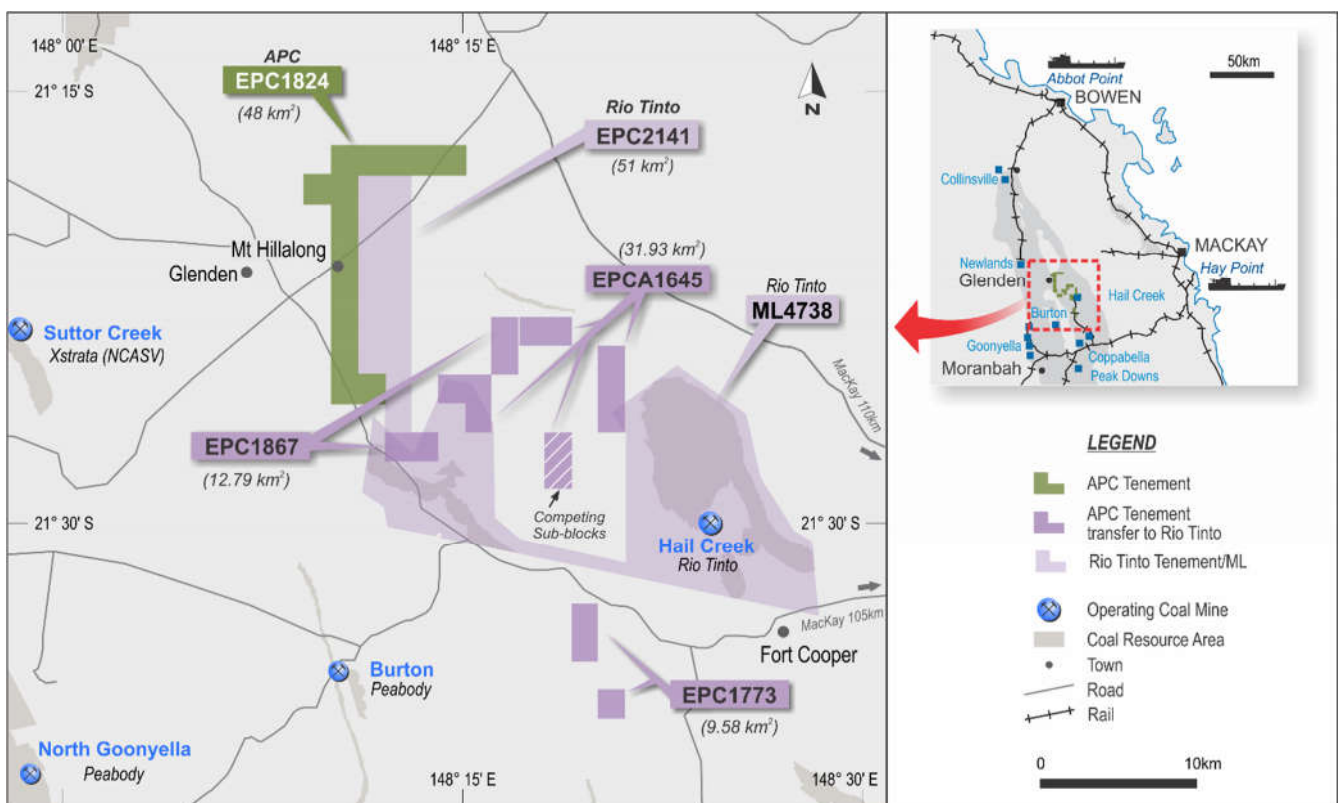 148° 00' E
148° 15' E
21° 15' S
APC
EPC1824
(48 km²)
N
Rio Tinto
EPC2141
(51 km²)
Mt Hillalong
Glenden
(31.93 km²)
EPCA1645
Rio Tinto
ML4738
Suttor Creek
Xstrata (NCASV)
MacKay 110km
EPC1867
(12.79 km²)
Competing
Sub-blocks
21° 30' S
21° 30' S
Hail Creek
Rio Tinto
MacKay 105km
Fort Cooper
Burton
Peabody
EPC1773
(9.58 km²)
North Goonyella
Peabody
148° 15' E
148° 30' E
50km
Abbot Point
BOWEN
Collinsville
MACKAY
Hay Point
Newlands
Glenden
Hail Creek
Burton
Goonyella
Moranbah
Coppabella
Peak Downs
LEGEND
APC Tenement
APC Tenement
transfer to Rio Tinto
Rio Tinto Tenement/ML
Operating Coal Mine
Coal Resource Area
Town
Road
Rail
0
10km